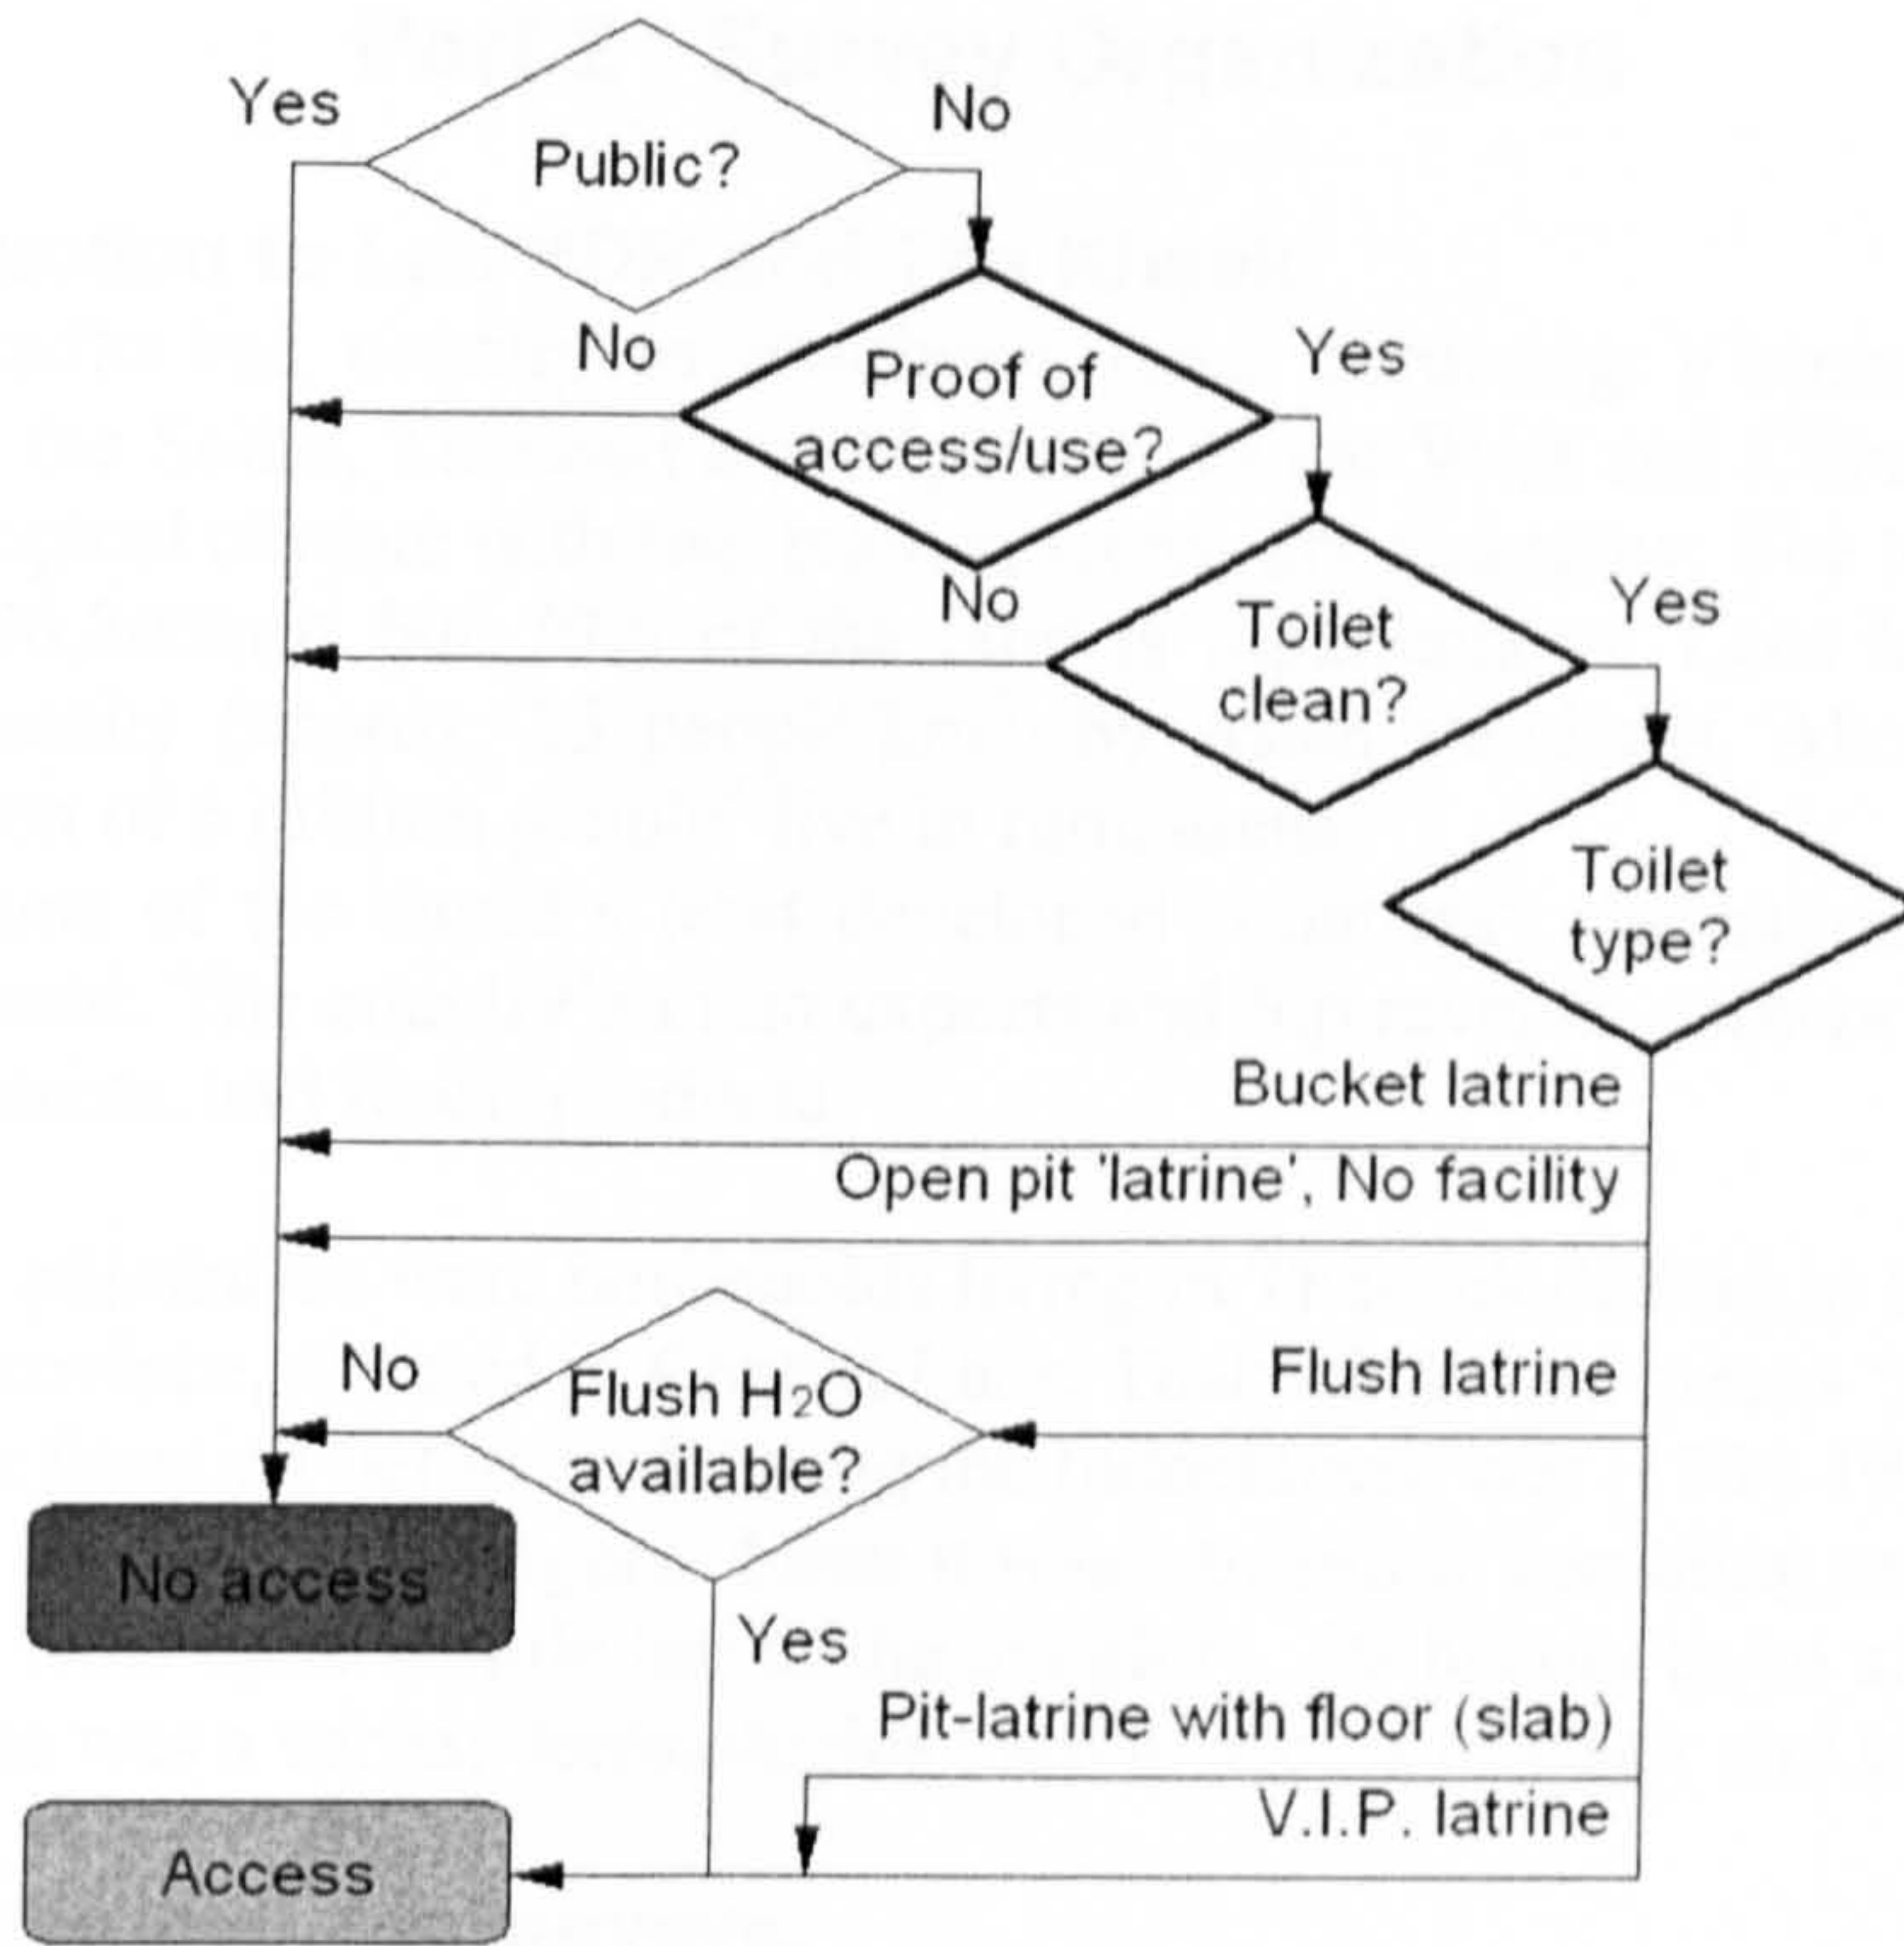 Yes
No
Public?
No
Proof of
access/use?
Yes
No
Toilet
clean?
Yes
Toilet
type?
Bucket latrine
Open pit 'latrine', No facility
No
Flush H₂O
available?
Flush latrine
No access
Yes
Pit-latrine with floor (slab)
V.I.P. latrine
Access